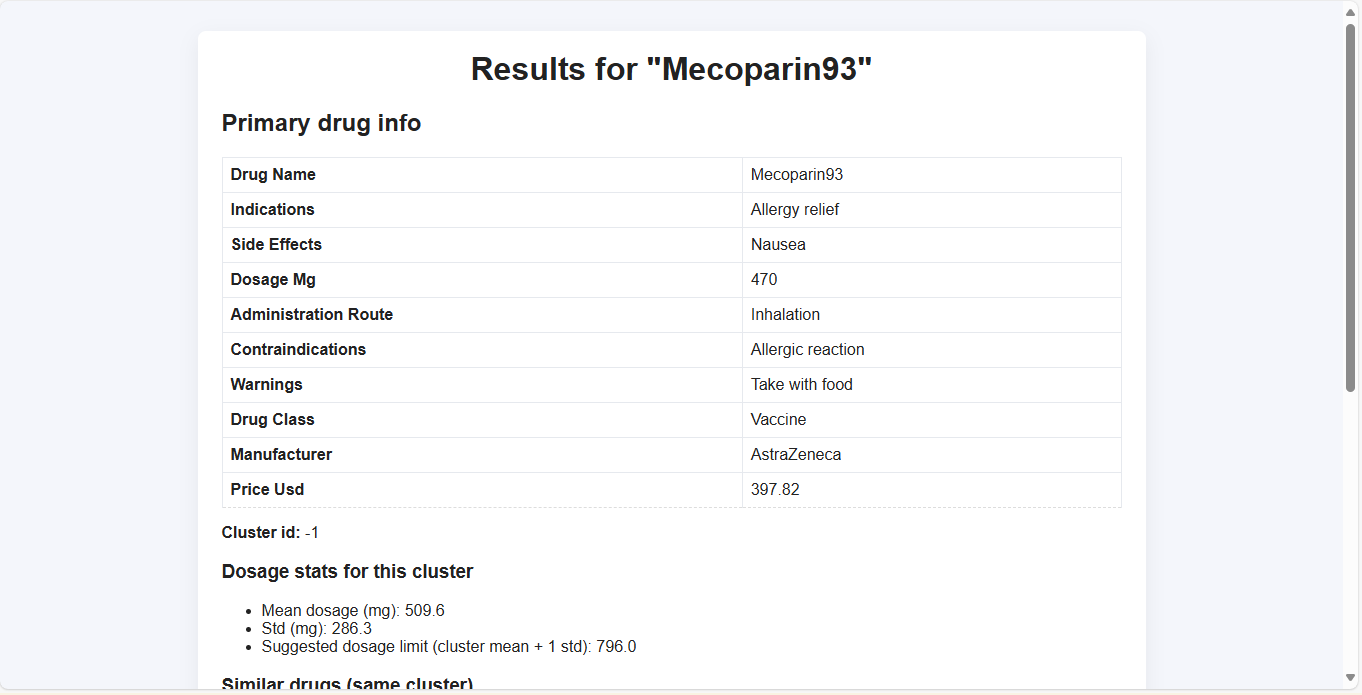 Results for "Mecoparin93"
Primary drug info
Drug Name Mecoparin93
Indications Allergy relief
Side Effects Nausea
Dosage Mg 470
Administration Route Inhalation
Contraindications Allergic reaction
Warnings Take with food
Drug Class Vaccine
Manufacturer AstraZeneca
Price Usd 397.82
Cluster id: -1
Dosage stats for this cluster
• Mean dosage (mg): 509.6
• Std (mg): 286.3
• Suggested dosage limit (cluster mean + 1 std): 796.0
Similar drugs (same cluster)